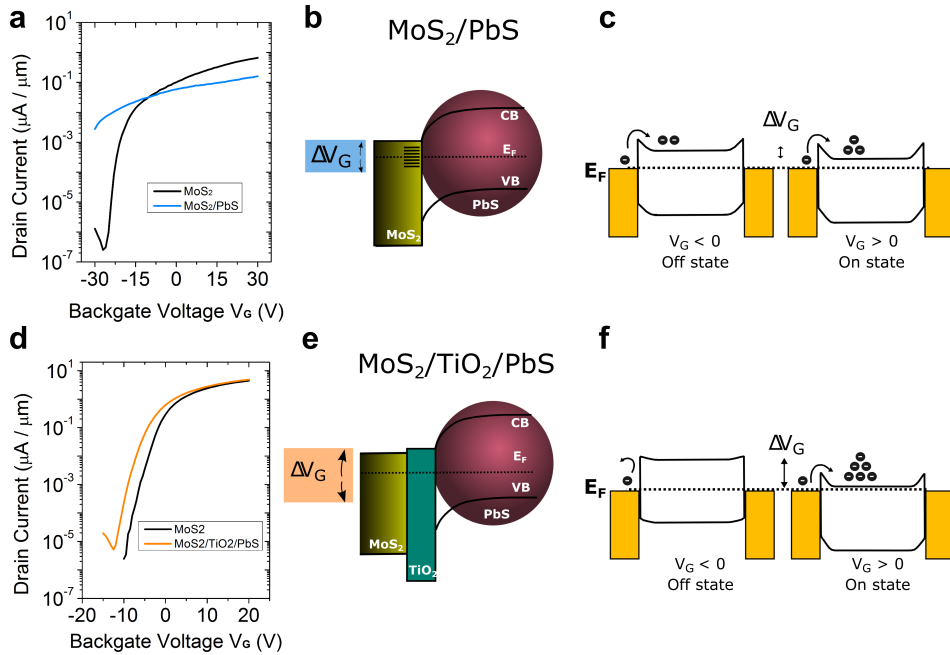 a
Drain Current (μA / μm)
10¹
10⁻¹
10⁻³
10⁻⁵
10⁻⁷
-30 -15 0 15 30
Backgate Voltage VG (V)
MoS₂
MoS₂/PbS
b
MoS₂/PbS
ΔVG
CB
EF
VB
PbS
MoS₂
c
ΔVG
EF
VG < 0
Off state
VG > 0
On state
d
Drain Current (μA / μm)
10¹
10⁻¹
10⁻³
10⁻⁵
10⁻⁷
-20 -10 0 10 20
Backgate Voltage VG (V)
MoS2
MoS2/TiO2/PbS
e
MoS₂/TiO₂/PbS
ΔVG
CB
EF
VB
PbS
MoS₂
TiO₂
f
ΔVG
EF
VG < 0
Off state
VG > 0
On state